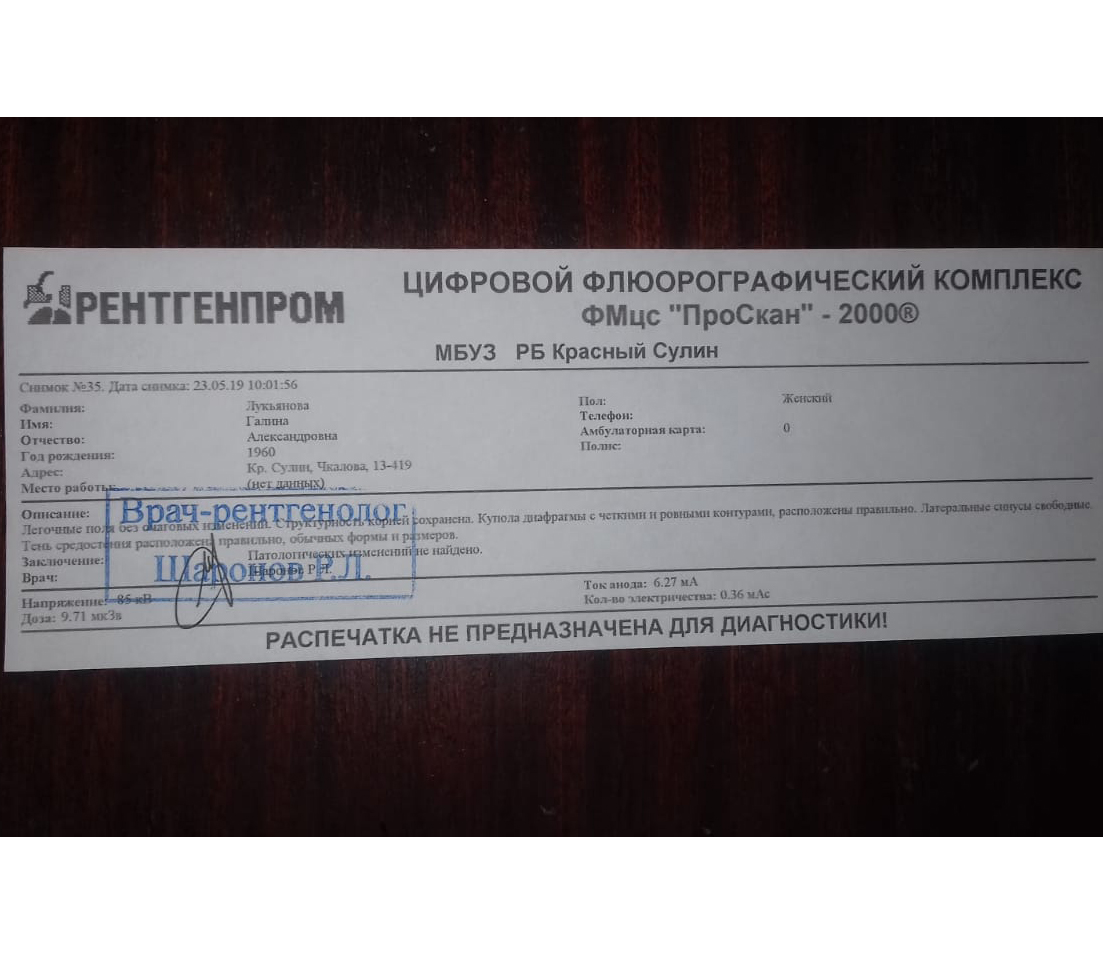 РЕНТГЕНПРОМ
ЦИФРОВОЙ ФЛЮОРОГРАФИЧЕСКИЙ КОМПЛЕКС
ФМцс "ПроСкан" - 2000®
МБУЗ РБ Красный Сулин
Снимок №35. Дата снимка: 23.05.19 10:01:56
Фамилия: Лукьянова
Имя: Галина
Отчество: Александровна
Год рождения: 1960
Адрес: Кр. Сулин, Чкалова, 13-419
Место работы: (нет данных)
Пол: Женский
Телефон:
Амбулаторная карта: 0
Полис:
Описание:
Легочные поля без очаговых изменений. Структурность корней сохранена. Купола диафрагмы с четкими и ровными контурами, расположены правильно. Латеральные синусы свободные.
Тень средостения расположена правильно, обычных формы и размеров.
Заключение: Патологических изменений не найдено.
Врач: Шаронов Р.Л.
Врач-рентгенолог
Шаронов Р.Л.
Напряжение: 85 кВ
Доза: 9.71 мкЗв
Ток анода: 6.27 мА
Кол-во электричества: 0.36 мАс
РАСПЕЧАТКА НЕ ПРЕДНАЗНАЧЕНА ДЛЯ ДИАГНОСТИКИ!